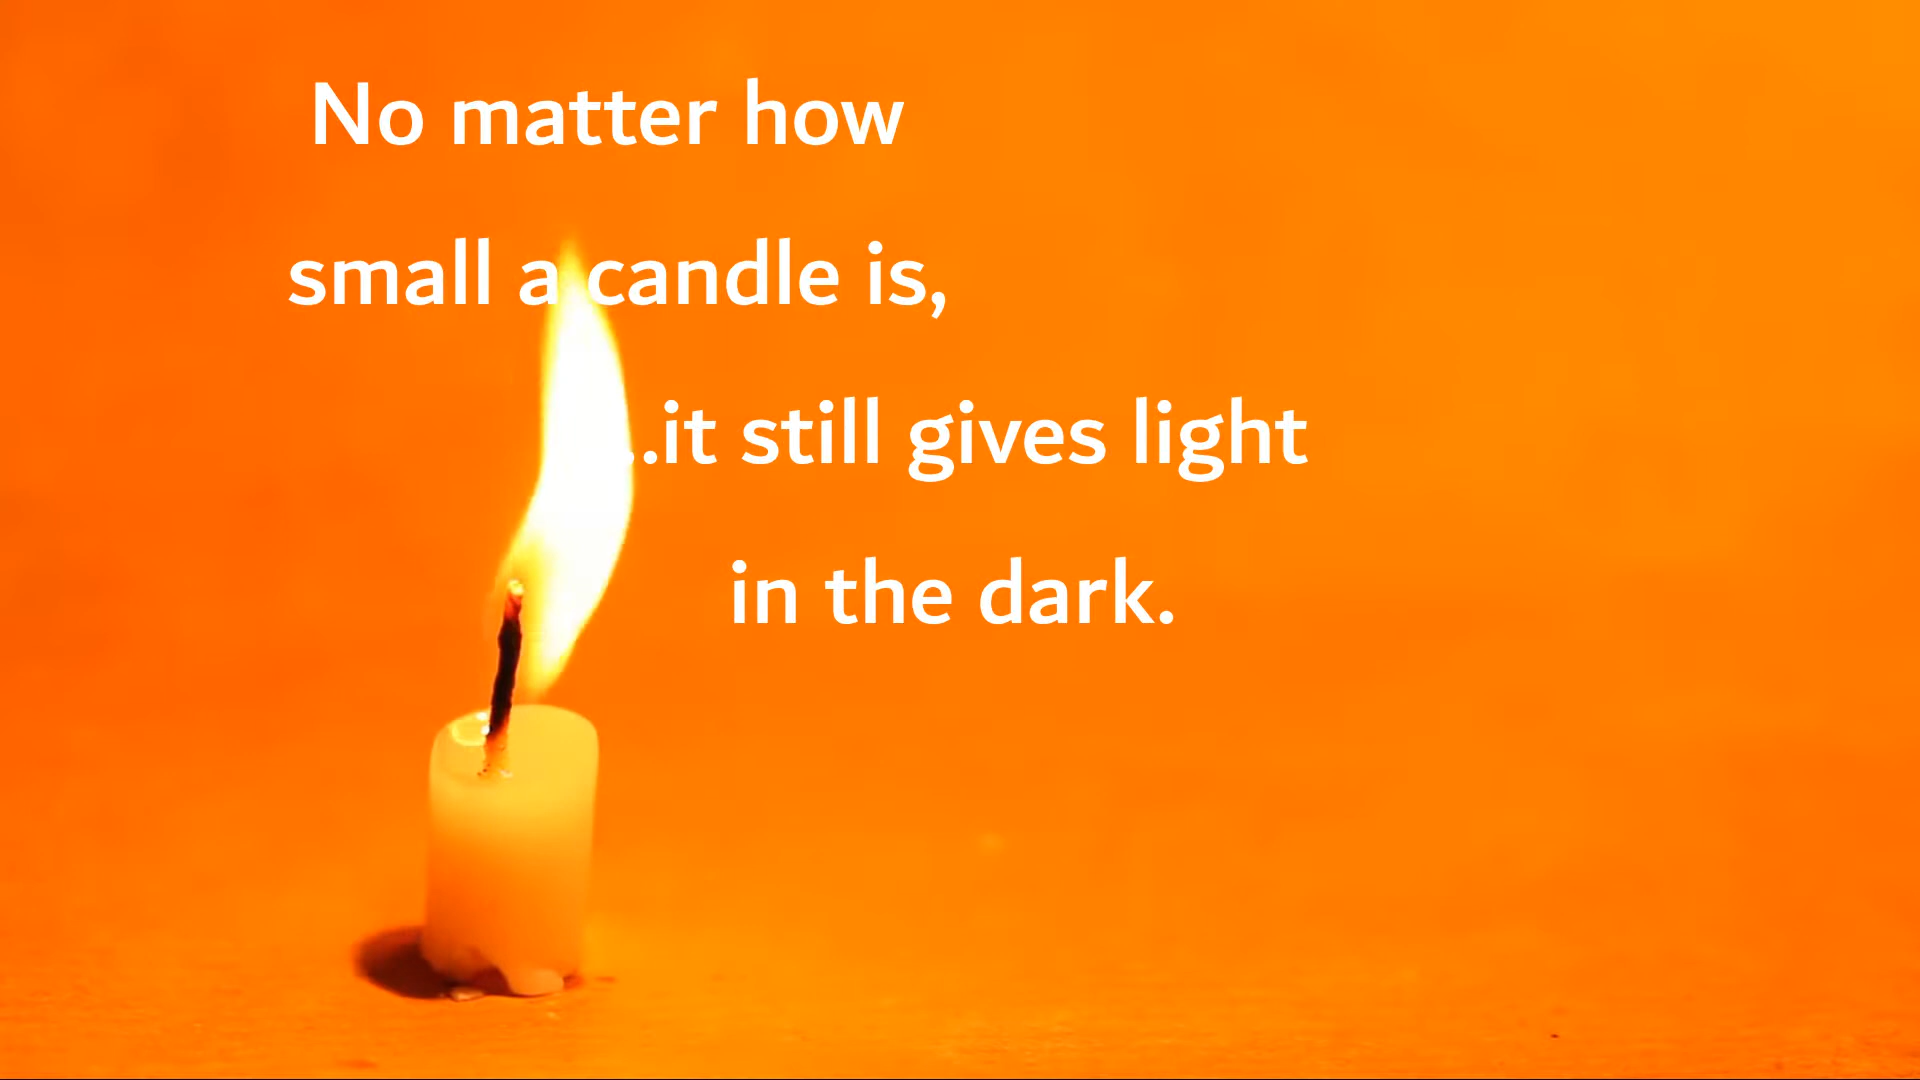 No matter how
small a candle is,
..it still gives light
in the dark.